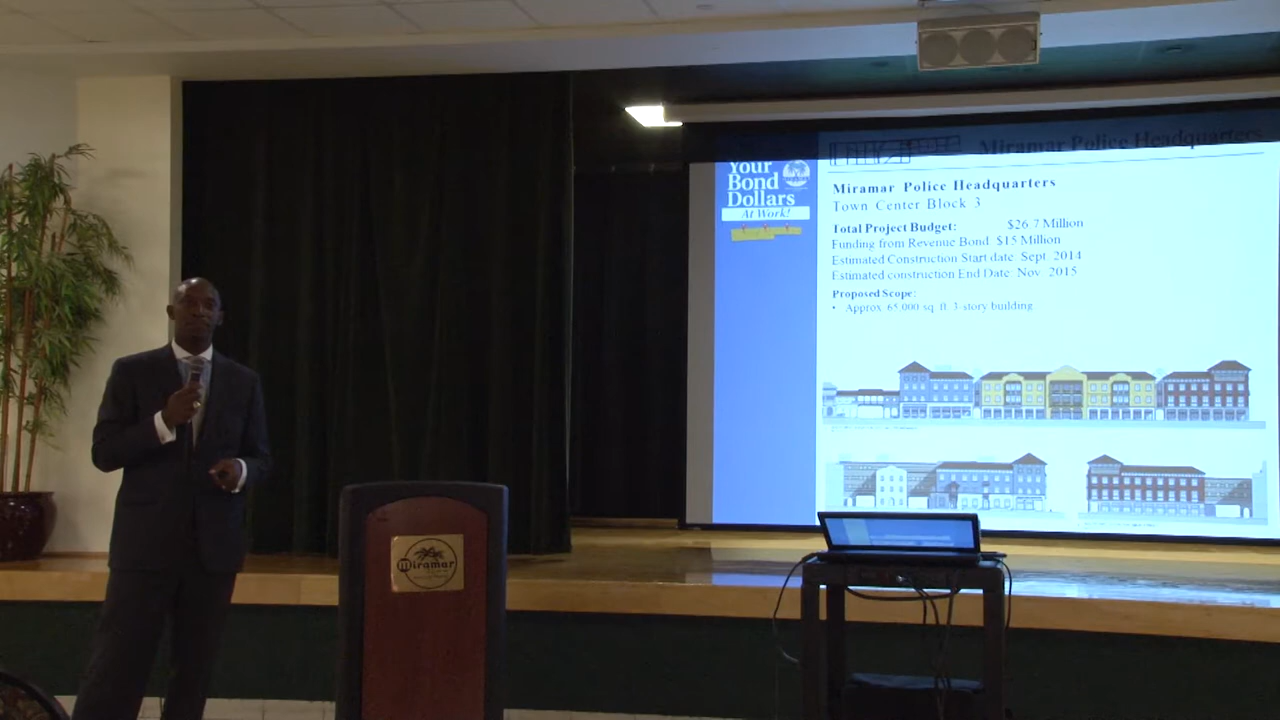 Miramar Police Headquarters
Your
Bond
Dollars
At Work!
Miramar Police Headquarters
Town Center Block 3
Total Project Budget: $26.7 Million
Funding from Revenue Bond: $15 Million
Estimated Construction Start date: Sept. 2014
Estimated construction End Date: Nov. 2015
Proposed Scope:
• Approx. 65,000 sq. ft. 3-story building
Miramar